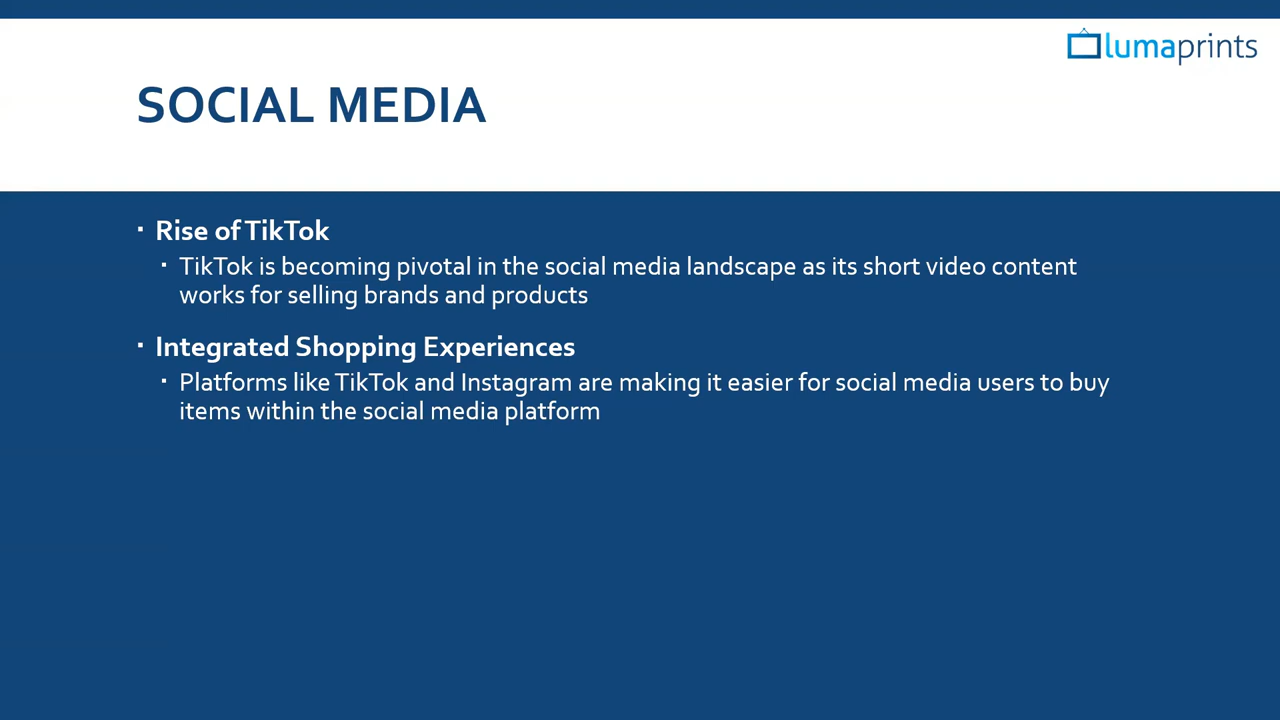 lumaprints
SOCIAL MEDIA
▪ Rise of TikTok
▪ TikTok is becoming pivotal in the social media landscape as its short video content
works for selling brands and products
▪ Integrated Shopping Experiences
▪ Platforms like TikTok and Instagram are making it easier for social media users to buy
items within the social media platform